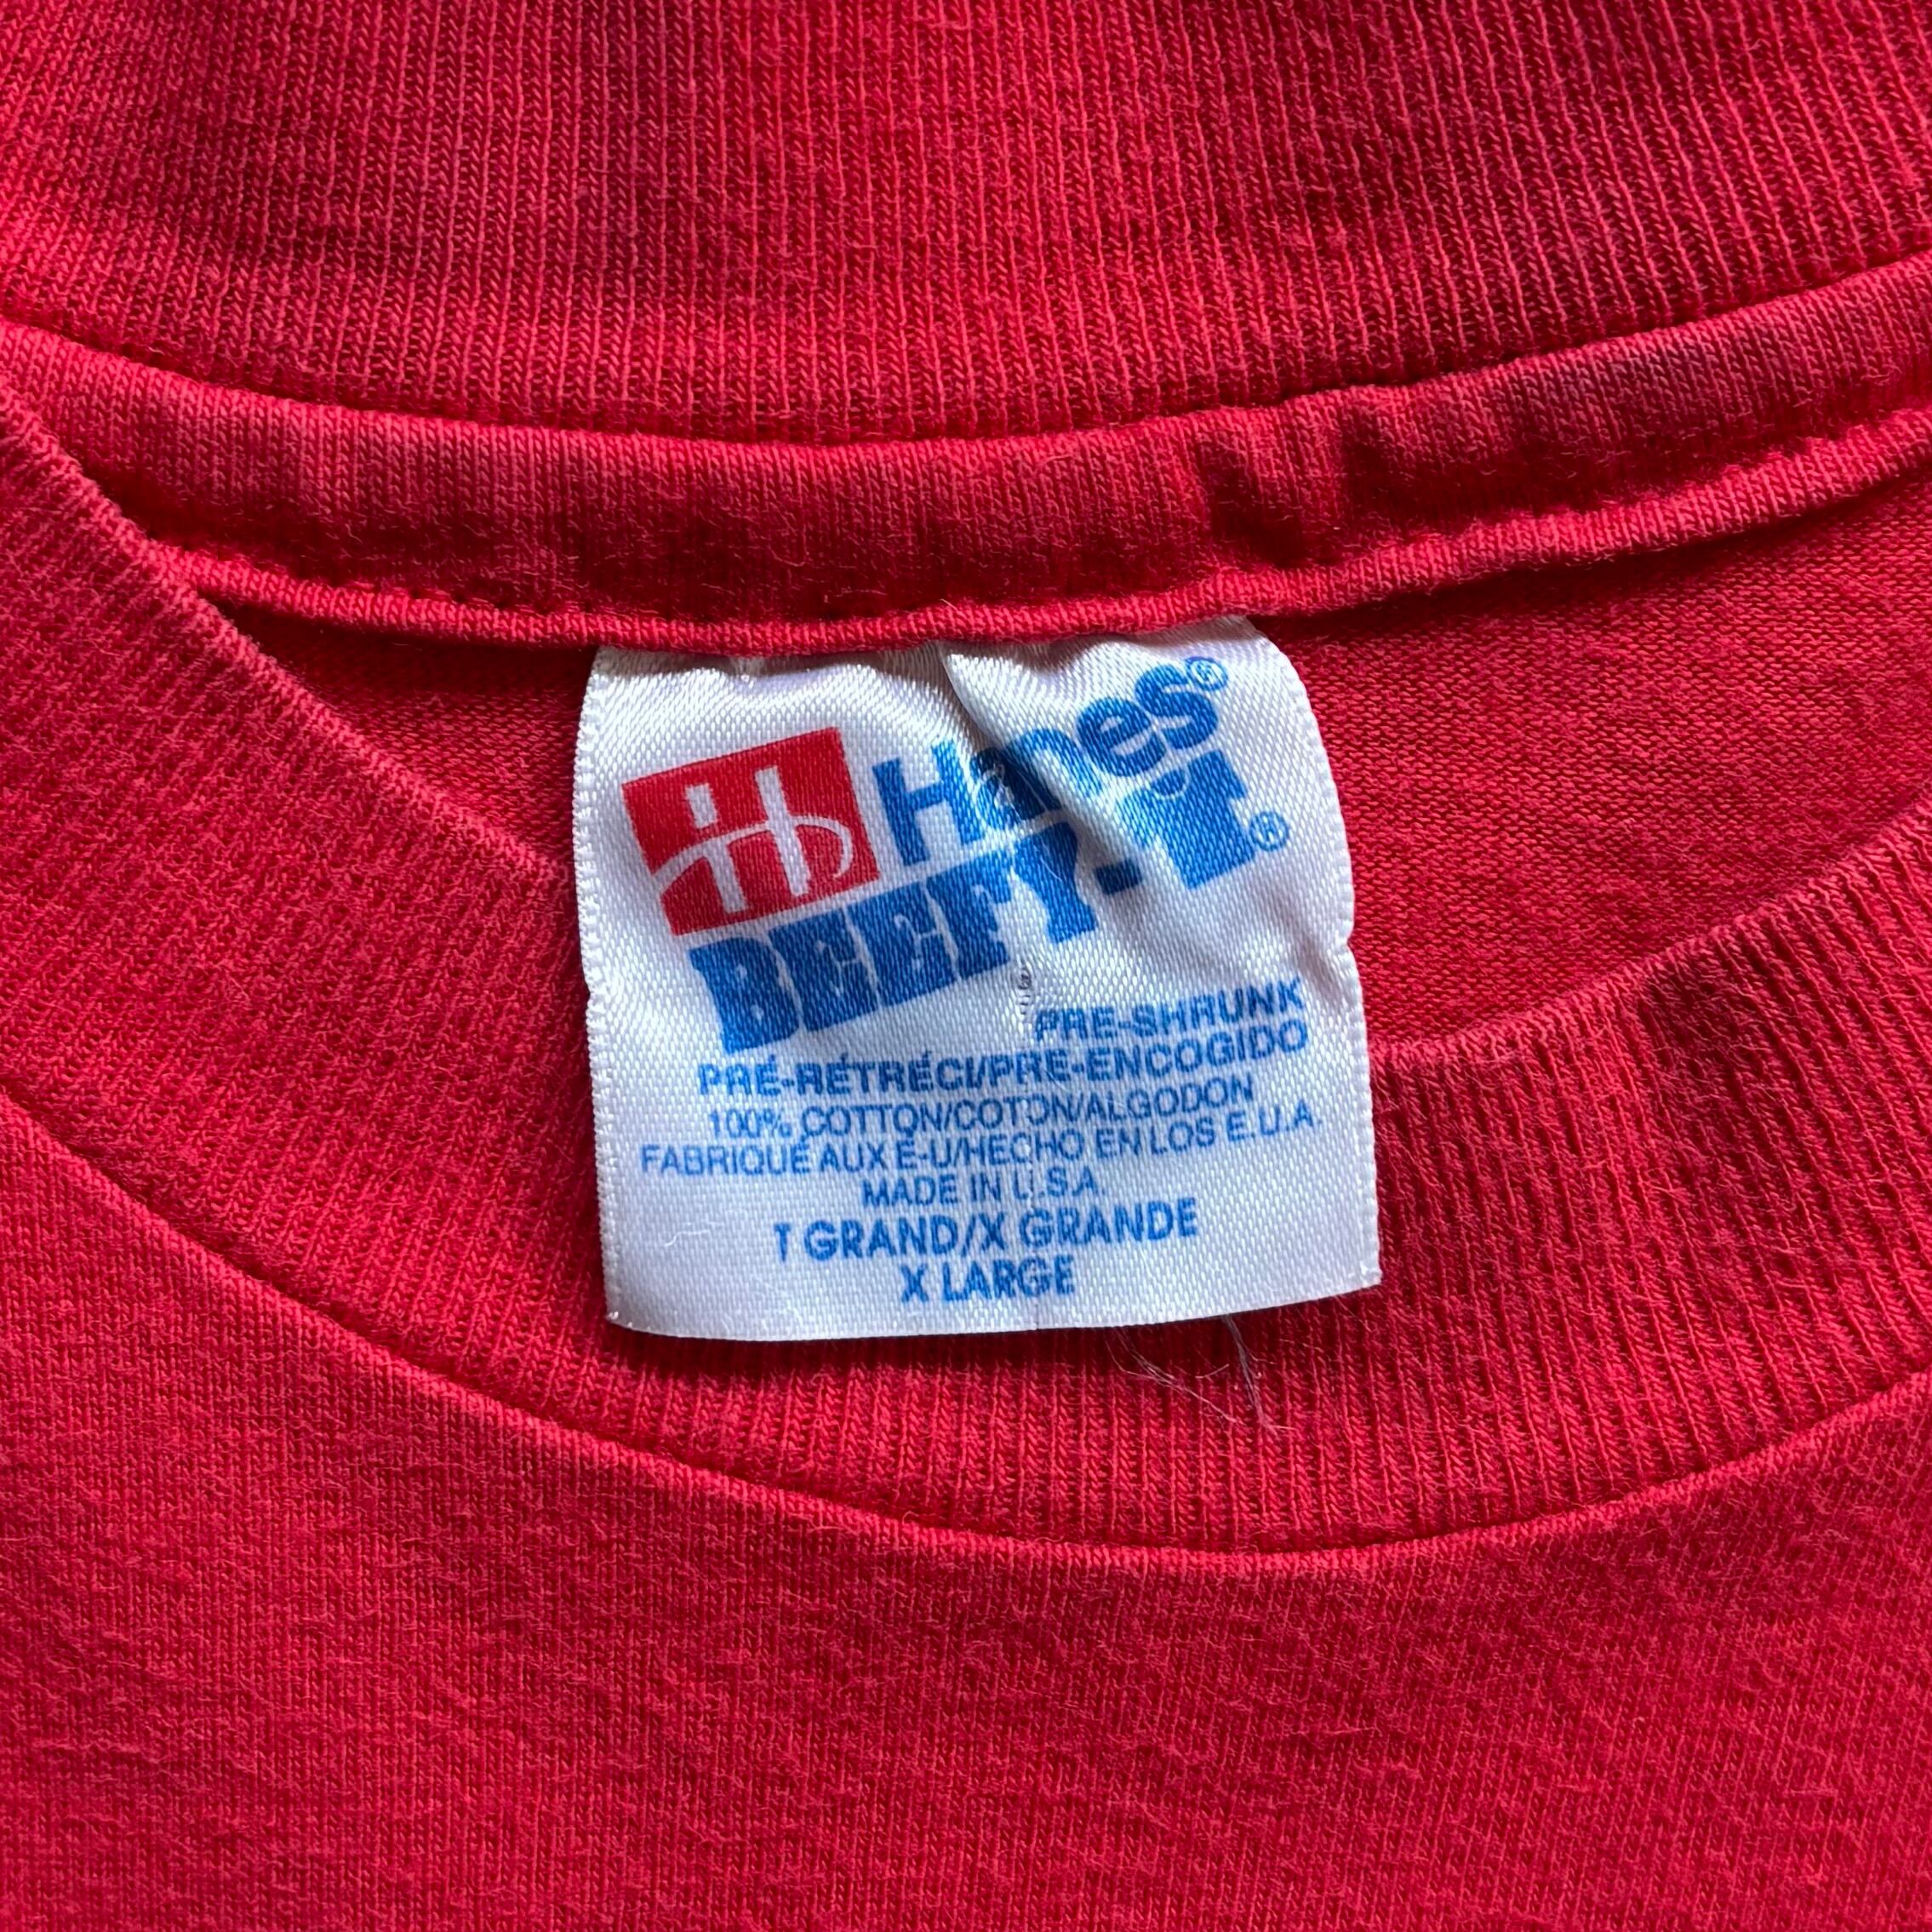 Hanes®
BEEFY-T®
PRE-SHRUNK
PRÉ-RÉTRÉCI/PRE-ENCOGIDO
100% COTTON/COTON/ALGODON
FABRIQUÉ AUX É-U/HECHO EN LOS E.U.A.
MADE IN U.S.A.
T GRAND/X GRANDE
X LARGE